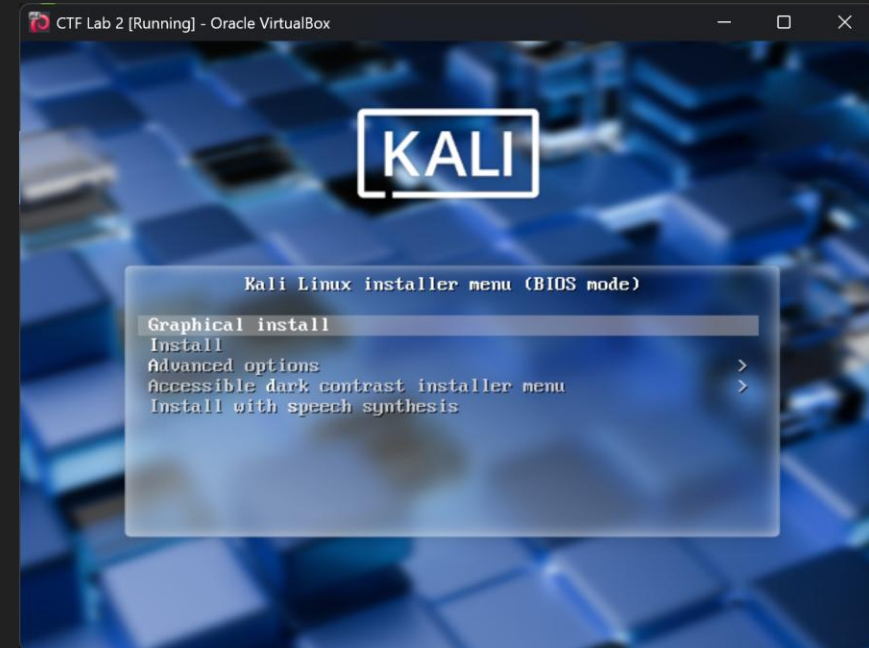 CTF Lab 2 [Running] - Oracle VirtualBox
KALI
Kali Linux installer menu (BIOS mode)
Graphical install
Install
Advanced options >
Accessible dark contrast installer menu >
Install with speech synthesis